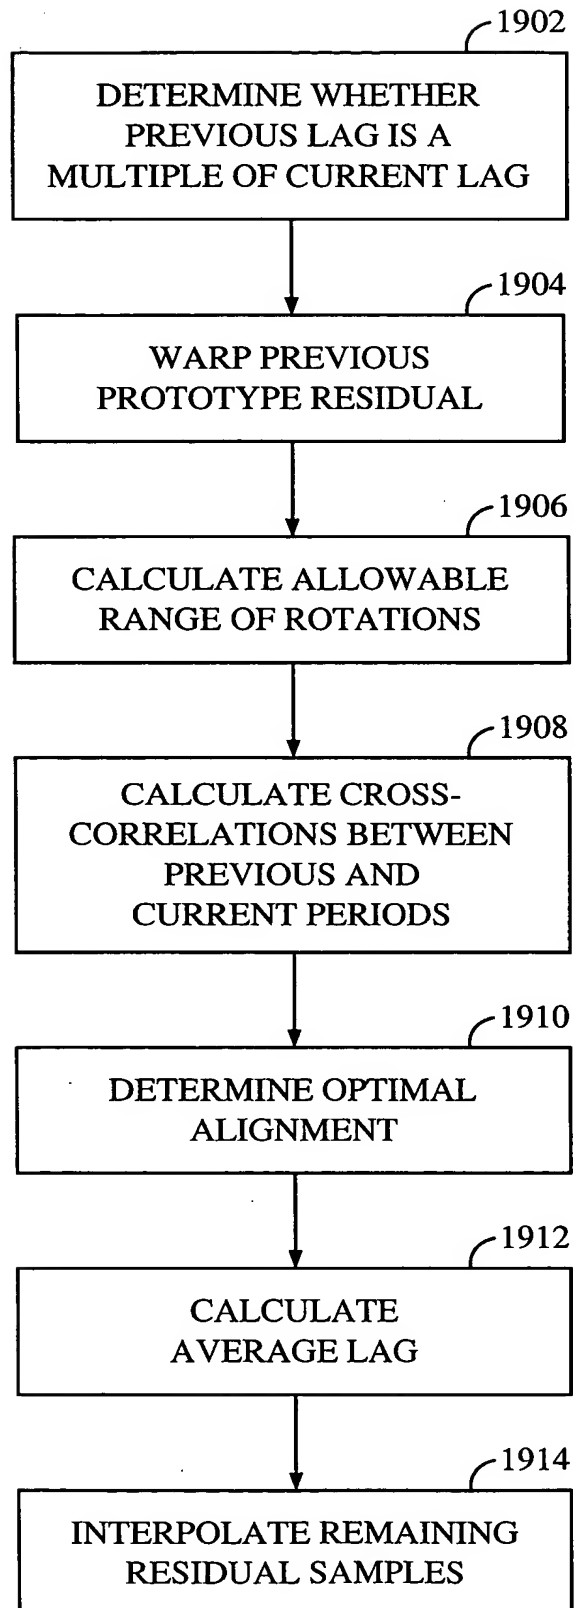 1902
DETERMINE WHETHER
PREVIOUS LAG IS A
MULTIPLE OF CURRENT LAG
1904
WARP PREVIOUS
PROTOTYPE RESIDUAL
1906
CALCULATE ALLOWABLE
RANGE OF ROTATIONS
1908
CALCULATE CROSS-
CORRELATIONS BETWEEN
PREVIOUS AND
CURRENT PERIODS
1910
DETERMINE OPTIMAL
ALIGNMENT
1912
CALCULATE
AVERAGE LAG
1914
INTERPOLATE REMAINING
RESIDUAL SAMPLES